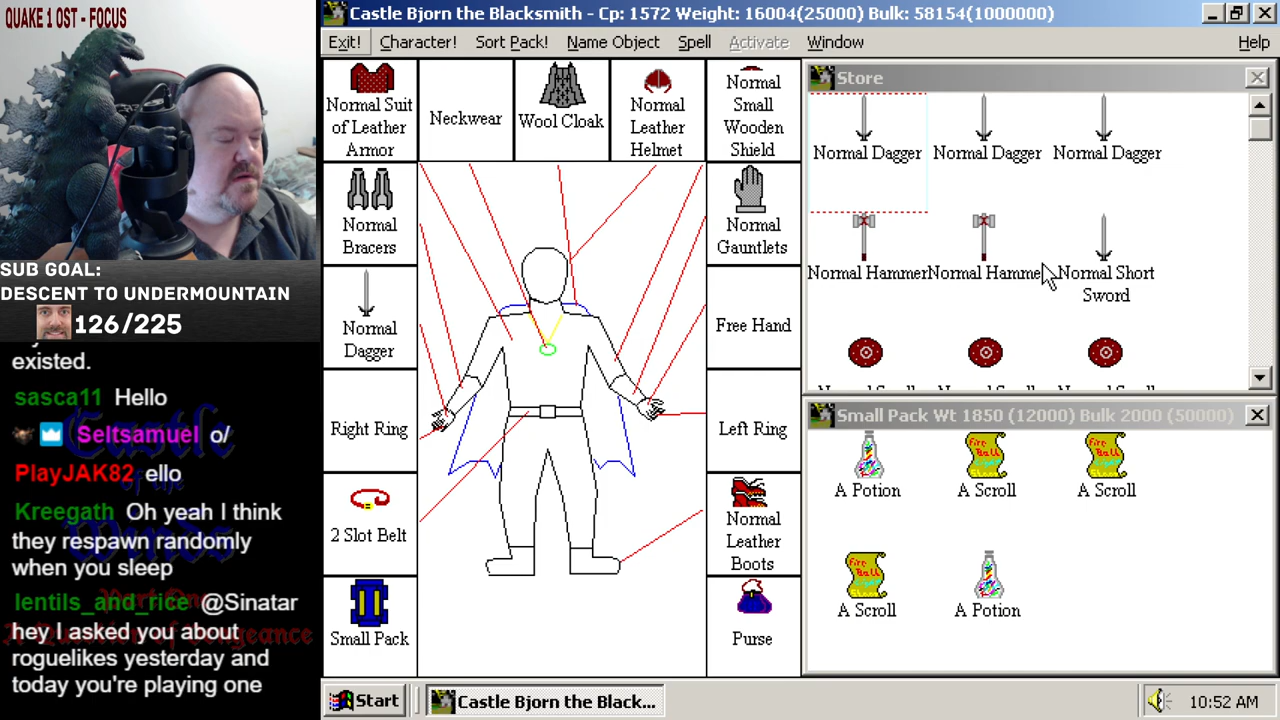 QUAKE 1 OST - FOCUS
SUB GOAL:
DESCENT TO UNDERMOUNTAIN
126/225
existed.
sasca11 Hello
Seltsamuel o/
PlayJAK82 ello
Kreegath Oh yeah I think
they respawn randomly
when you sleep
lentils_and_rice @Sinatar
hey I asked you about
roguelikes yesterday and
today you're playing one
Castle Bjorn the Blacksmith - Cp: 1572 Weight: 16004(25000) Bulk: 58154(1000000)
Exit! Character! Sort Pack! Name Object Spell Activate Window Help
Normal Suit
of Leather
Armor
Neckwear
Wool Cloak
Normal
Leather
Helmet
Normal
Small
Wooden
Shield
Normal
Bracers
Normal
Gauntlets
Normal
Dagger
Free Hand
Right Ring
Left Ring
2 Slot Belt
Normal
Leather
Boots
Small Pack
Purse
Store
Normal Dagger Normal Dagger Normal Dagger
Normal Hammer Normal Hamme Normal Short
Sword
Small Pack Wt 1850 (12000) Bulk 2000 (50000)
A Potion A Scroll A Scroll
A Scroll A Potion
Start
Castle Bjorn the Black...
10:52 AM